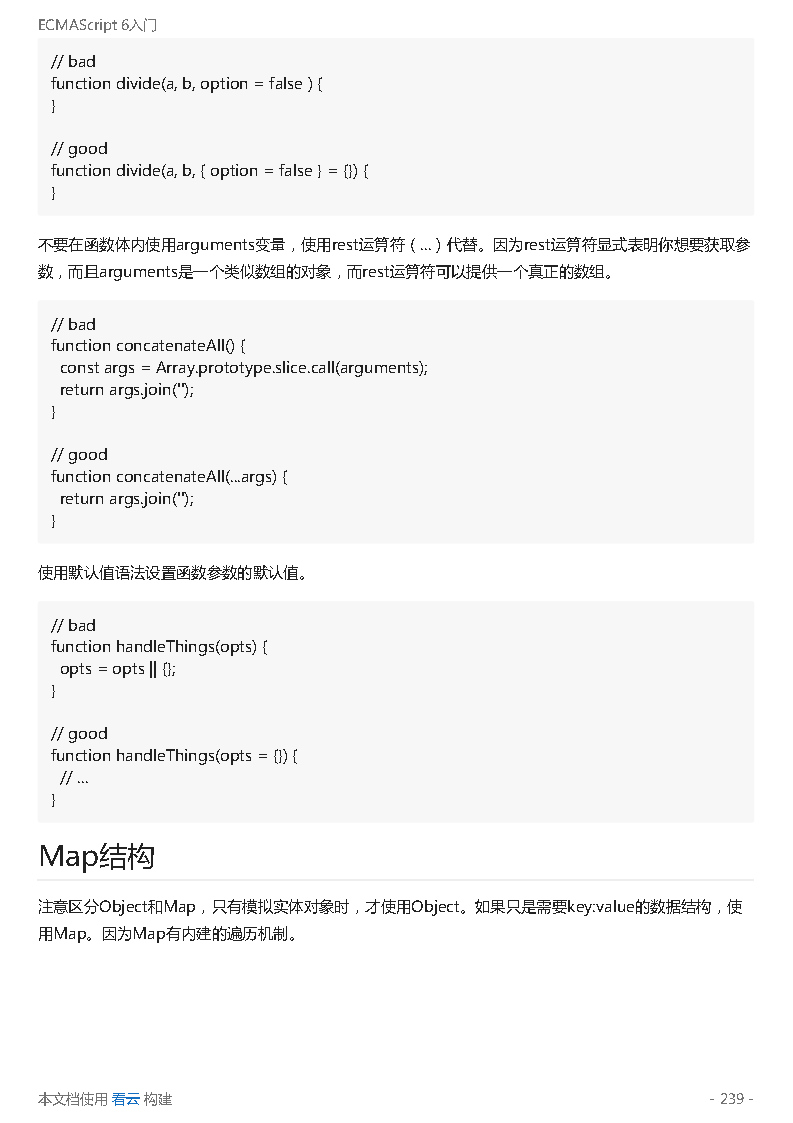 ECMAScript 6入门
// bad
function divide(a, b, option = false ) {
}
// good
function divide(a, b, { option = false } = {}) {
}
不要在函数体内使用arguments变量，使用rest运算符（...）代替。因为rest运算符显式表明你想要获取参
数，而且arguments是一个类似数组的对象，而rest运算符可以提供一个真正的数组。
// bad
function concatenateAll() {
  const args = Array.prototype.slice.call(arguments);
  return args.join('');
}
// good
function concatenateAll(...args) {
  return args.join('');
}
使用默认值语法设置函数参数的默认值。
// bad
function handleThings(opts) {
  opts = opts || {};
}
// good
function handleThings(opts = {}) {
  // ...
}
Map结构
注意区分Object和Map，只有模拟实体对象时，才使用Object。如果只是需要key:value的数据结构，使
用Map。因为Map有内建的遍历机制。
本文档使用 看云 构建
- 239 -